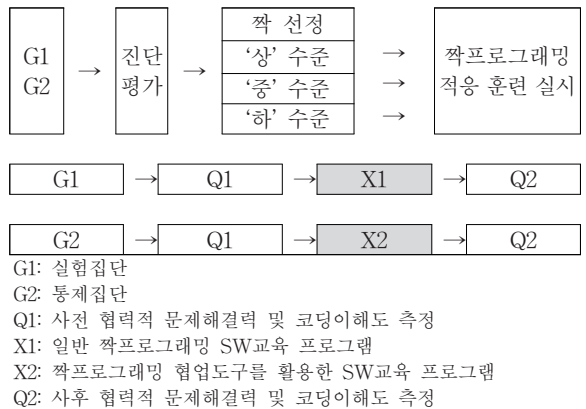 짝 선정
G1 → 진단 → '상' 수준 → 짝프로그래밍
G2 평가 '중' 수준 → 적응 훈련 실시
'하' 수준 →
G1 → Q1 → X1 → Q2
G2 → Q1 → X2 → Q2
G1: 실험집단
G2: 통제집단
Q1: 사전 협력적 문제해결력 및 코딩이해도 측정
X1: 일반 짝프로그래밍 SW교육 프로그램
X2: 짝프로그래밍 협업도구를 활용한 SW교육 프로그램
Q2: 사후 협력적 문제해결력 및 코딩이해도 측정